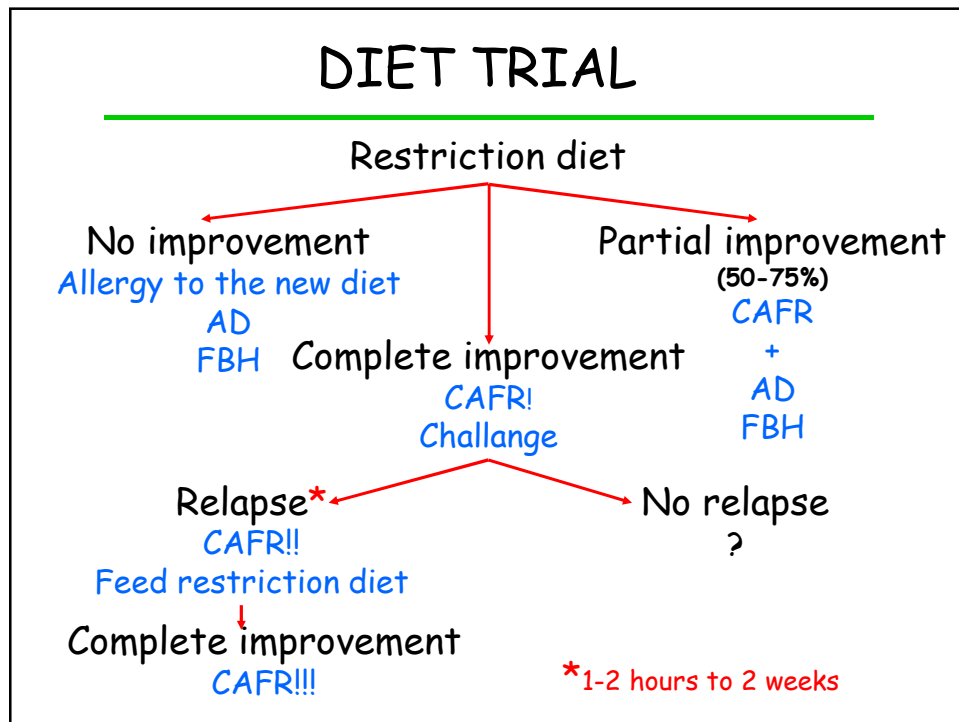 DIET TRIAL
Restriction diet
No improvement
Allergy to the new diet
AD
FBH
Partial improvement
(50-75%)
CAFR
+
AD
FBH
Complete improvement
CAFR!
Challange
Relapse*
CAFR!!
Feed restriction diet
Complete improvement
CAFR!!!
No relapse
?
*1-2 hours to 2 weeks